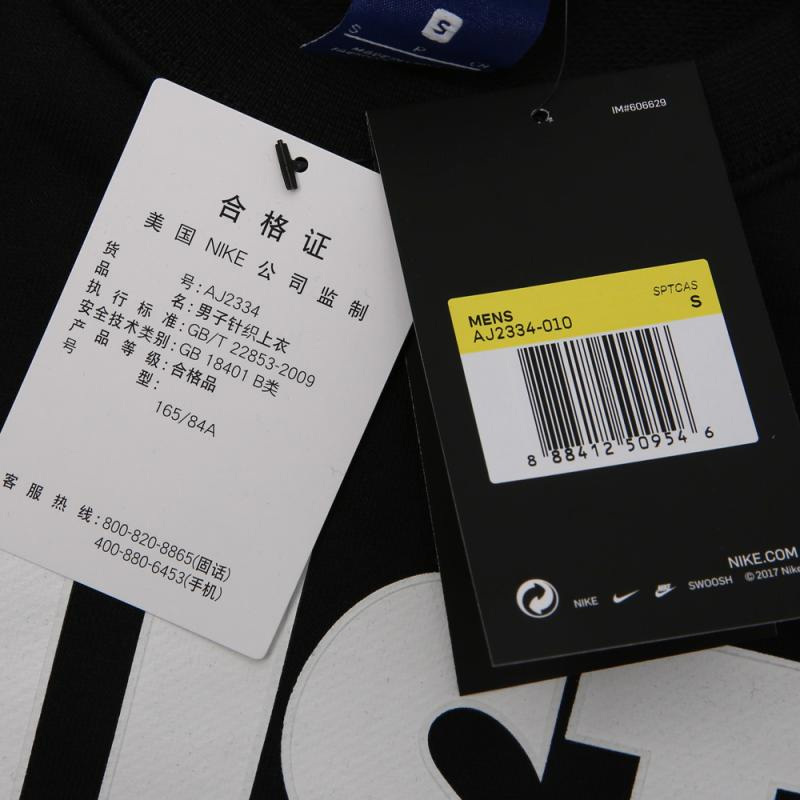 S
S P CH
合格证
美国 NIKE 公司监制
货 号:AJ2334
品 名:男子针织上衣
执行标准:GB/T 22853-2009
安全技术类别:GB 18401 B类
产品等级:合格品
号 型:
165/84A
客服热线:800-820-8865(固话)
400-880-6453(手机)
IM#606629
SPTCAS
MENS S
AJ2334-010
8 88412 50954 6
NIKE.COM
NIKE SWOOSH © 2017 Nike